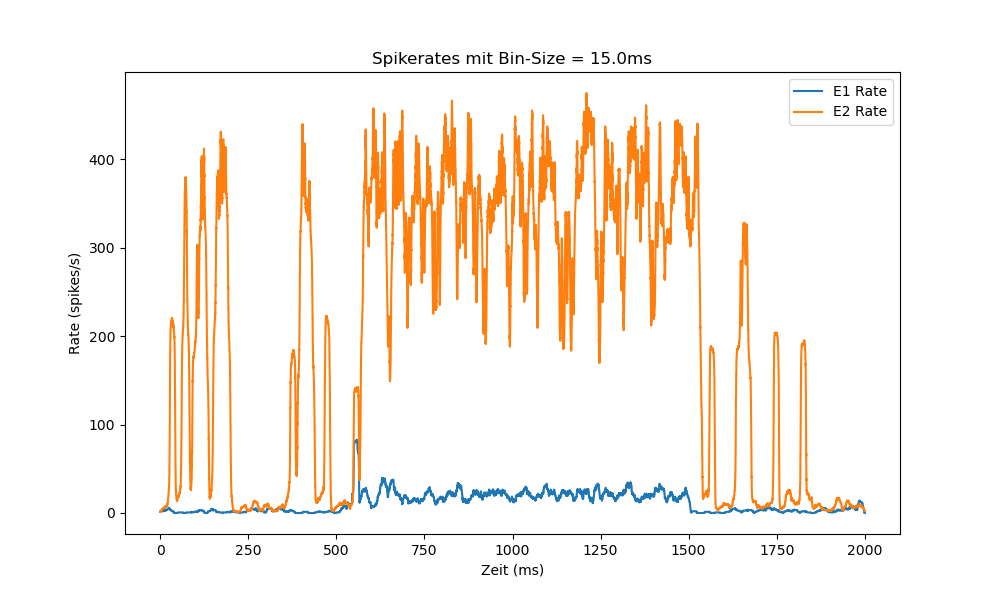 Spikerates mit Bin-Size = 15.0ms
E1 Rate
E2 Rate
400
300
200
100
0
Rate (spikes/s)
0 250 500 750 1000 1250 1500 1750 2000
Zeit (ms)